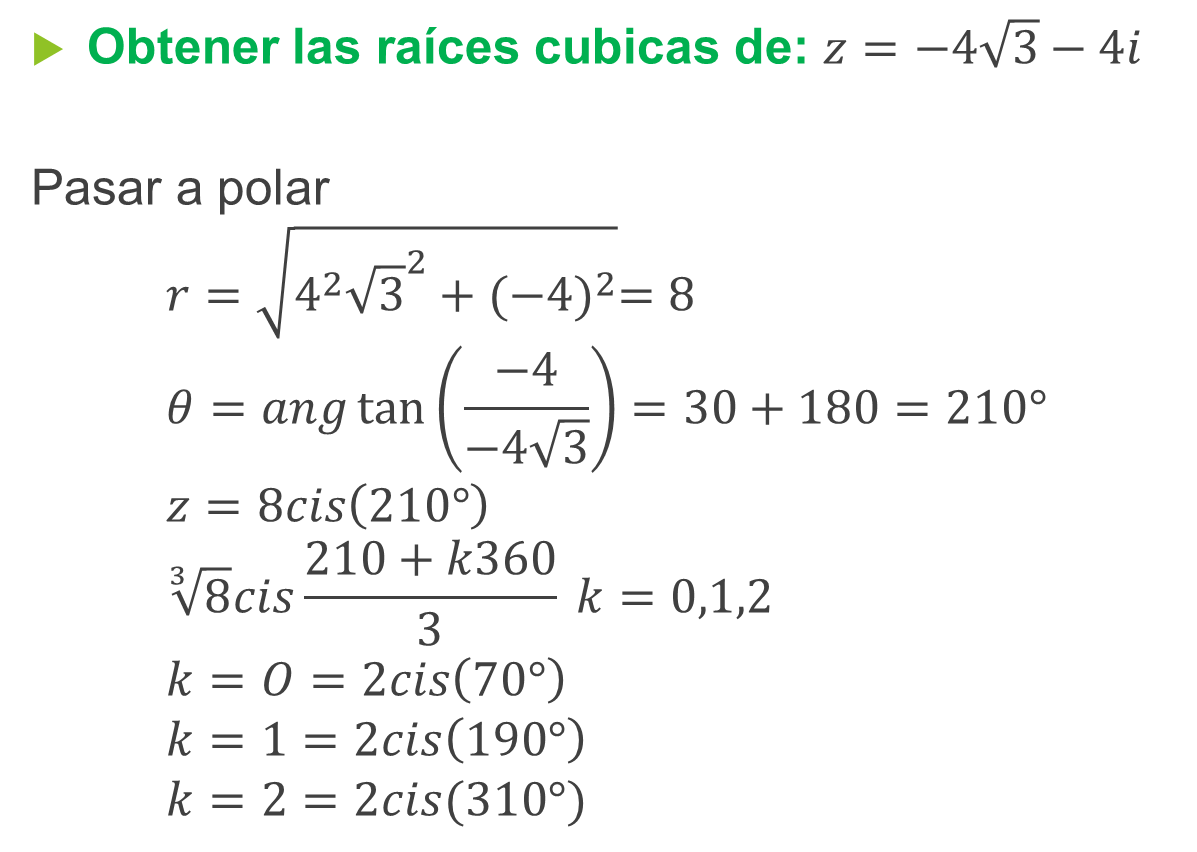 Obtener las raíces cubicas de: z = −4√3 − 4i
Pasar a polar
r = √(4²√3² + (−4)²) = 8
θ = ang tan (−4 / −4√3) = 30 + 180 = 210°
z = 8cis(210°)
∛8cis (210 + k360)/3 k = 0,1,2
k = O = 2cis(70°)
k = 1 = 2cis(190°)
k = 2 = 2cis(310°)